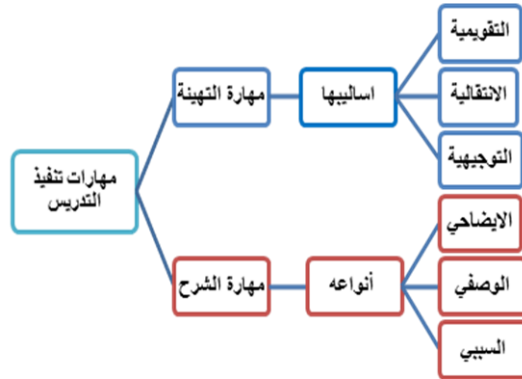 مهارات تنفيذ
التدريس
مهارة التهيئة
اساليبها
التقويمية
الانتقالية
التوجيهية
مهارة الشرح
أنواعه
الايضاحي
الوصفي
السببي